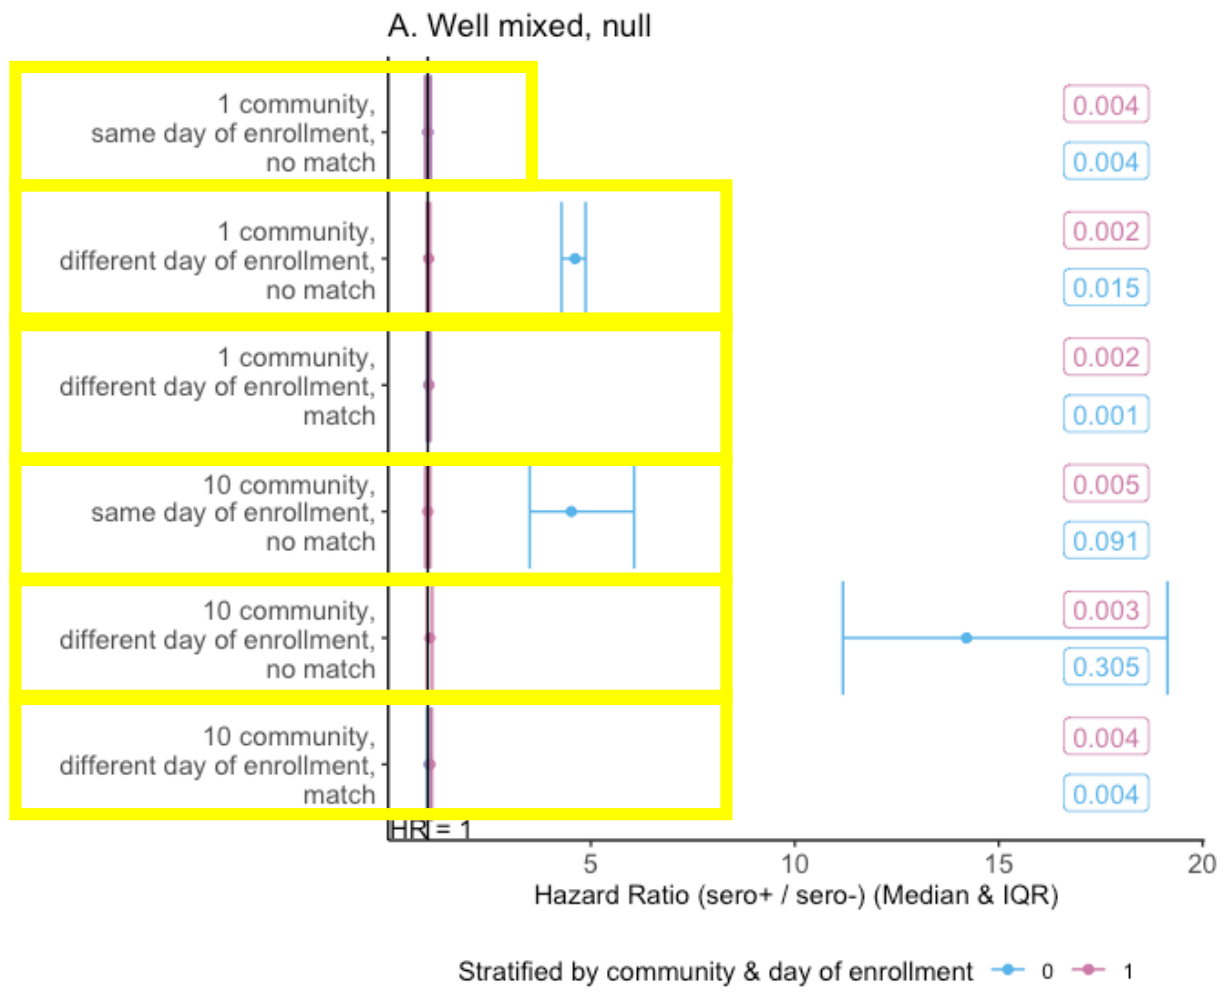 A. Well mixed, null
1 community,
same day of enrollment,
no match
0.004
0.004
1 community,
different day of enrollment,
no match
0.002
0.015
1 community,
different day of enrollment,
match
0.002
0.001
10 community,
same day of enrollment,
no match
0.005
0.091
10 community,
different day of enrollment,
no match
0.003
0.305
10 community,
different day of enrollment,
match
0.004
0.004
HR = 1
5 10 15 20
Hazard Ratio (sero+ / sero-) (Median & IQR)
Stratified by community & day of enrollment 0 1